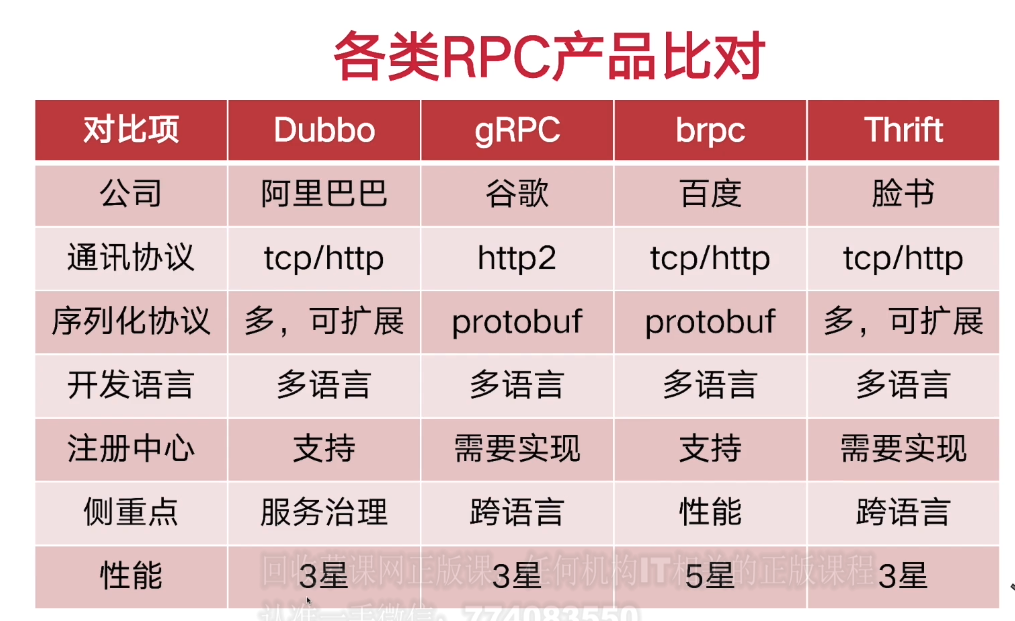 各类RPC产品比对
对比项 Dubbo gRPC brpc Thrift
公司 阿里巴巴 谷歌 百度 脸书
通讯协议 tcp/http http2 tcp/http tcp/http
序列化协议 多，可扩展 protobuf protobuf 多，可扩展
开发语言 多语言 多语言 多语言 多语言
注册中心 支持 需要实现 支持 需要实现
侧重点 服务治理 跨语言 性能 跨语言
性能 3星 3星 5星 3星
回收慕课网正版课，任何机构IT相关的正版课程
认准一手微信：774083550